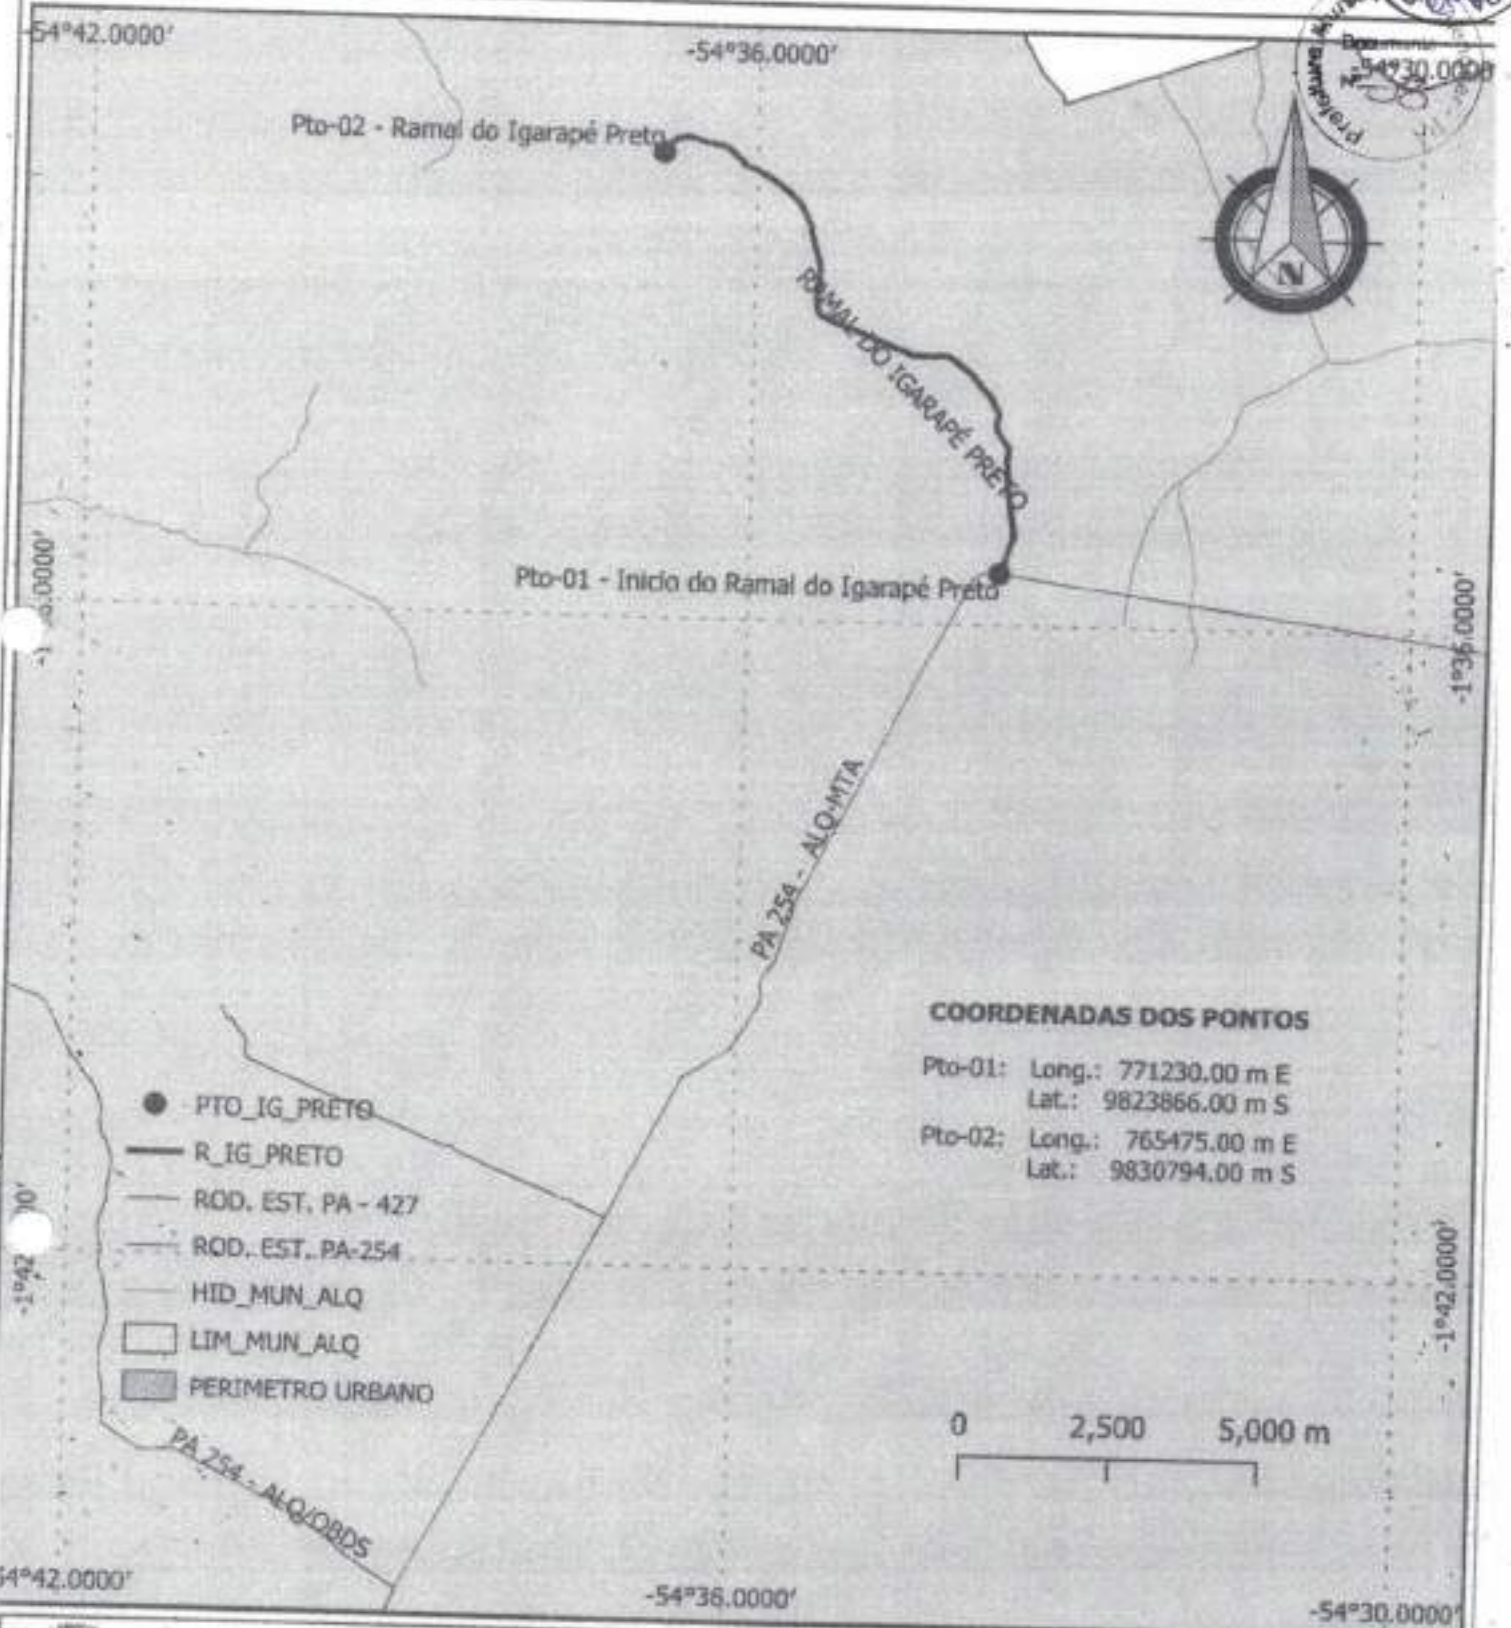 -54°42.0000'
-54°36.0000'
-54°30.0000'
Documento
Prefeitura
Pto-02 - Ramal do Igarapé Preto
N
RAMAL DO IGARAPÉ PRETO
Pto-01 - Inicio do Ramal do Igarapé Preto
-1°36.0000'
PA 254 - ALQ-MTA
COORDENADAS DOS PONTOS
Pto-01: Long.: 771230.00 m E
Lat.: 9823866.00 m S
Pto-02: Long.: 765475.00 m E
Lat.: 9830794.00 m S
PTO_IG_PRETO
R_IG_PRETO
ROD. EST. PA - 427
ROD. EST. PA-254
HID_MUN_ALQ
LIM_MUN_ALQ
PERIMETRO URBANO
-1°42.0000'
0 2,500 5,000 m
PA 254 - ALQ/OBDS
54°42.0000'
-54°36.0000'
-54°30.0000'